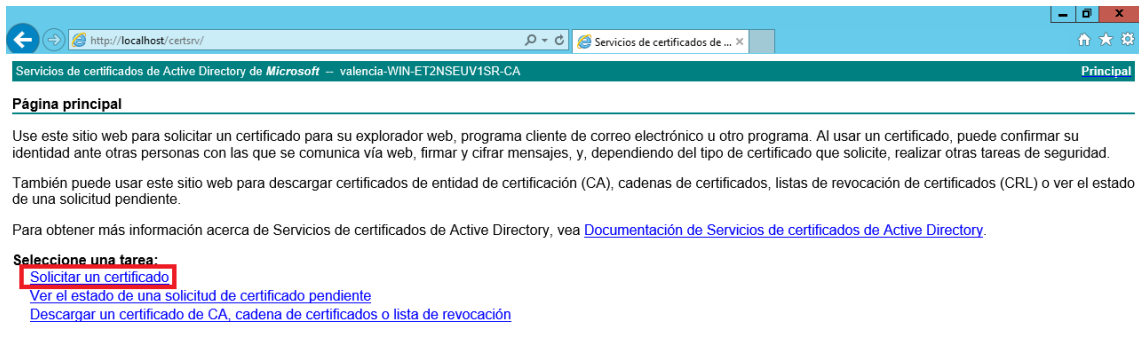 http://localhost/certsrv/
Servicios de certificados de ...
Servicios de certificados de Active Directory de Microsoft -- valencia-WIN-ET2NSEUV1SR-CA
Principal
Página principal
Use este sitio web para solicitar un certificado para su explorador web, programa cliente de correo electrónico u otro programa. Al usar un certificado, puede confirmar su
identidad ante otras personas con las que se comunica vía web, firmar y cifrar mensajes, y, dependiendo del tipo de certificado que solicite, realizar otras tareas de seguridad.
También puede usar este sitio web para descargar certificados de entidad de certificación (CA), cadenas de certificados, listas de revocación de certificados (CRL) o ver el estado
de una solicitud pendiente.
Para obtener más información acerca de Servicios de certificados de Active Directory, vea Documentación de Servicios de certificados de Active Directory.
Seleccione una tarea:
Solicitar un certificado
Ver el estado de una solicitud de certificado pendiente
Descargar un certificado de CA, cadena de certificados o lista de revocación